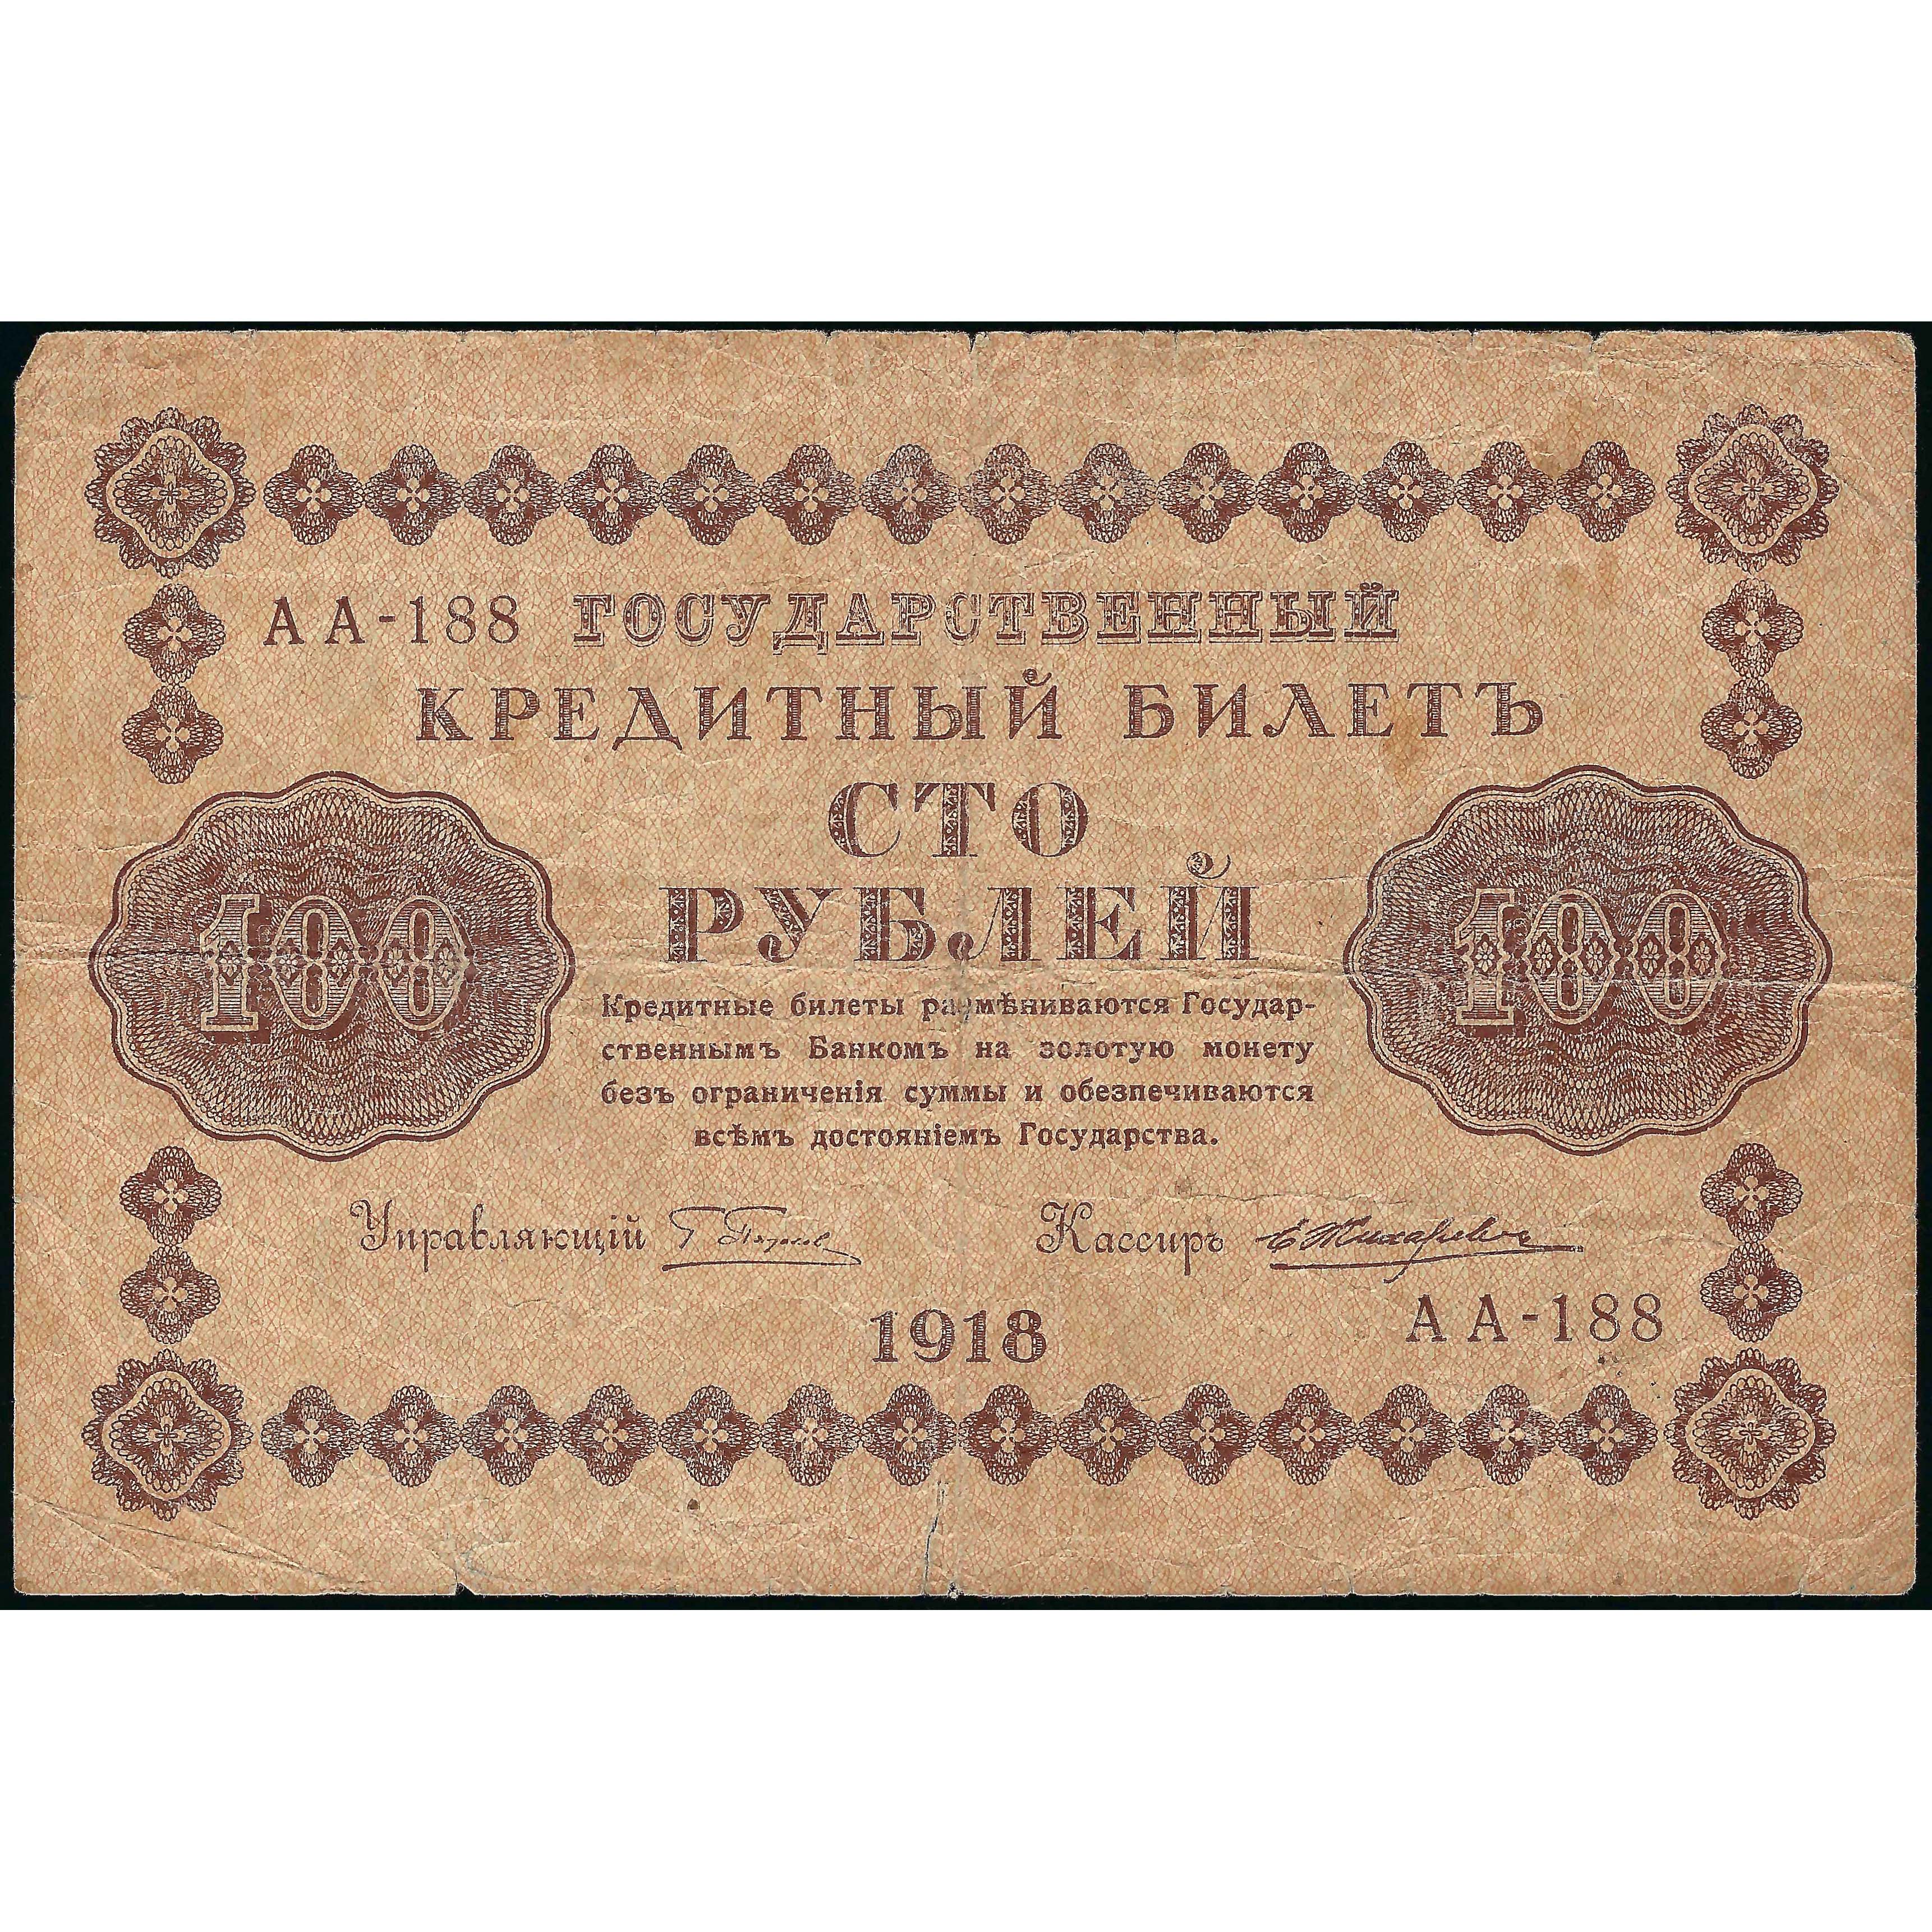 АА-188 ГОСУДАРСТВЕННЫЙ
КРЕДИТНЫЙ БИЛЕТЪ
СТО
РУБЛЕЙ
100
100
Кредитные билеты размѣниваются Государ-
ственнымъ Банкомъ на золотую монету
безъ ограниченія суммы и обезпечиваются
всѣмъ достояніемъ Государства.
Управляющій
Кассиръ Е. Жихаревъ
1918
АА-188